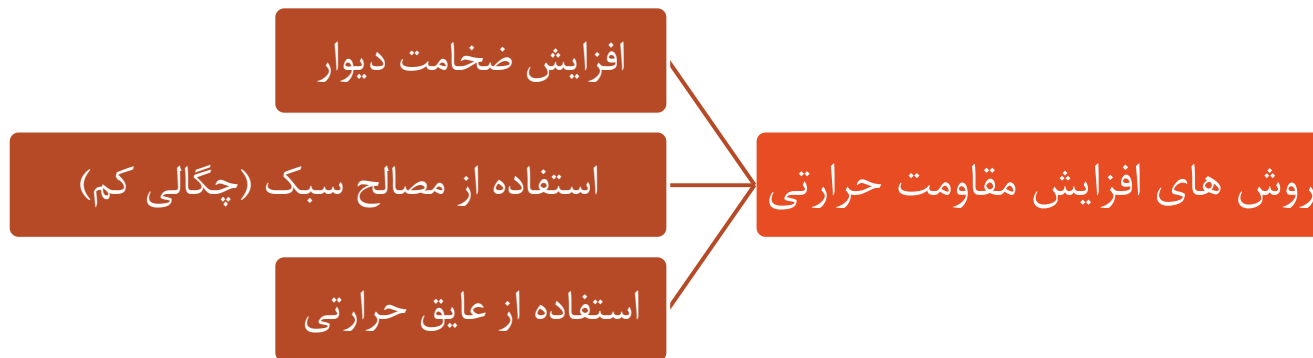 روش های افزایش مقاومت حرارتی
افزایش ضخامت دیوار
استفاده از مصالح سبک (چگالی کم)
استفاده از عایق حرارتی